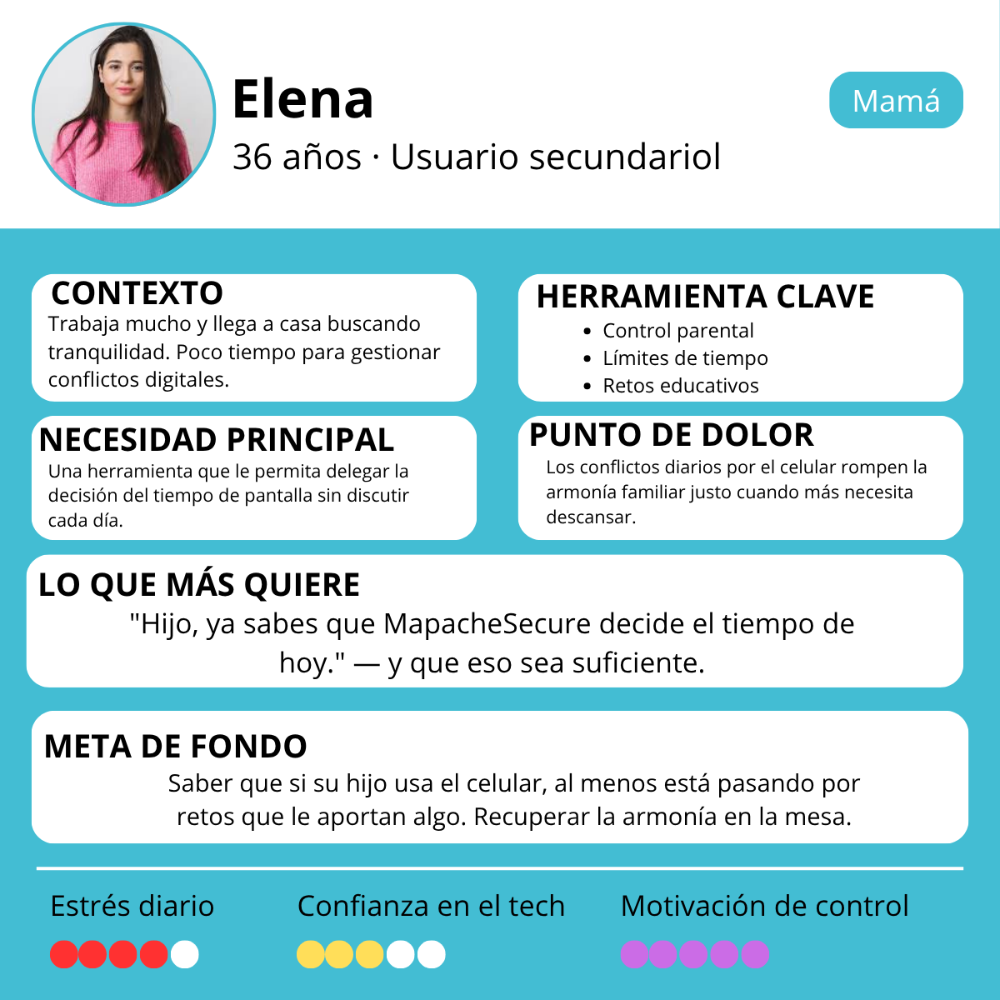 Elena
36 años · Usuario secundariol
Mamá
CONTEXTO
Trabaja mucho y llega a casa buscando
tranquilidad. Poco tiempo para gestionar
conflictos digitales.
HERRAMIENTA CLAVE
• Control parental
• Límites de tiempo
• Retos educativos
NECESIDAD PRINCIPAL
Una herramienta que le permita delegar la
decisión del tiempo de pantalla sin discutir
cada día.
PUNTO DE DOLOR
Los conflictos diarios por el celular rompen la
armonía familiar justo cuando más necesita
descansar.
LO QUE MÁS QUIERE
"Hijo, ya sabes que MapacheSecure decide el tiempo de
hoy." — y que eso sea suficiente.
META DE FONDO
Saber que si su hijo usa el celular, al menos está pasando por
retos que le aportan algo. Recuperar la armonía en la mesa.
Estrés diario
Confianza en el tech
Motivación de control